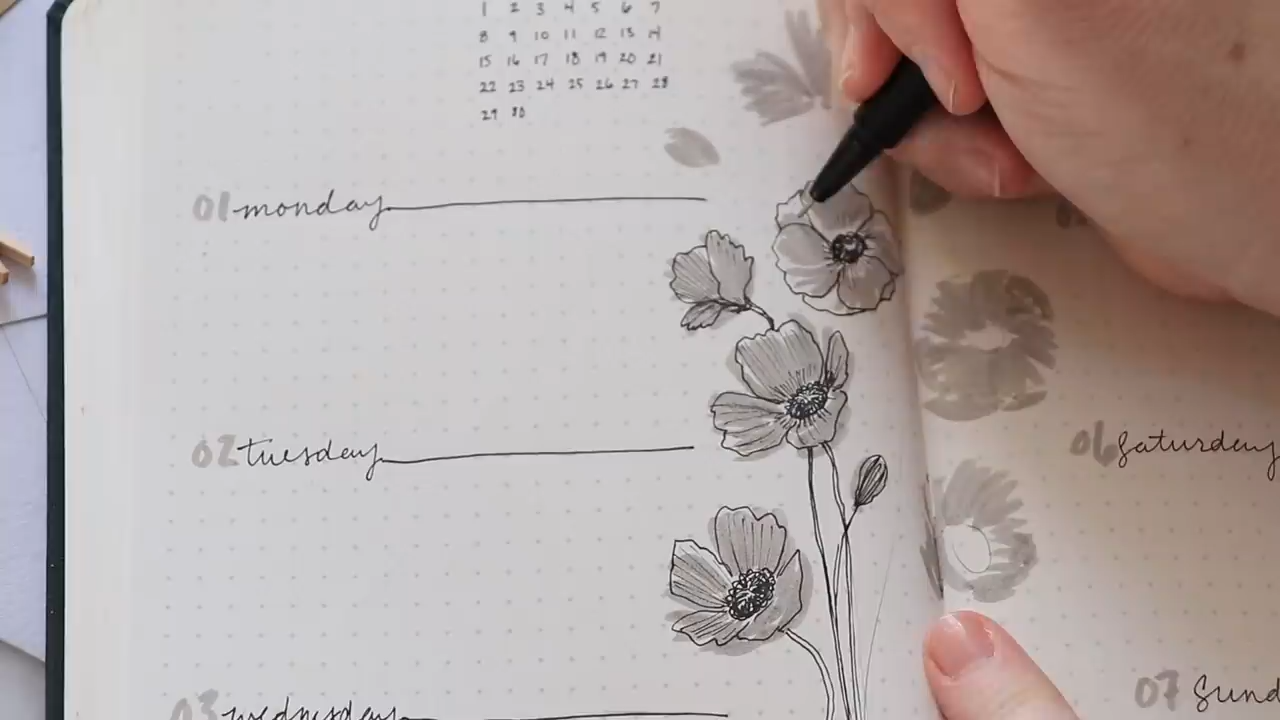 1 2 3 4 5 6 7
8 9 10 11 12 13 14
15 16 17 18 19 20 21
22 23 24 25 26 27 28
29 30
01 monday
02 tuesday
03 wednesday
06 saturday
07 Sund